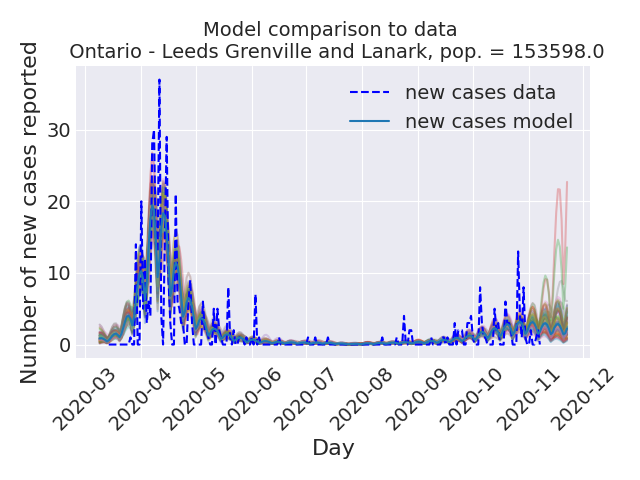 Model comparison to data
Ontario - Leeds Grenville and Lanark, pop. = 153598.0
Number of new cases reported
30
20
10
0
new cases data
new cases model
2020-03
2020-04
2020-05
2020-06
2020-07
2020-08
2020-09
2020-10
2020-11
2020-12
Day